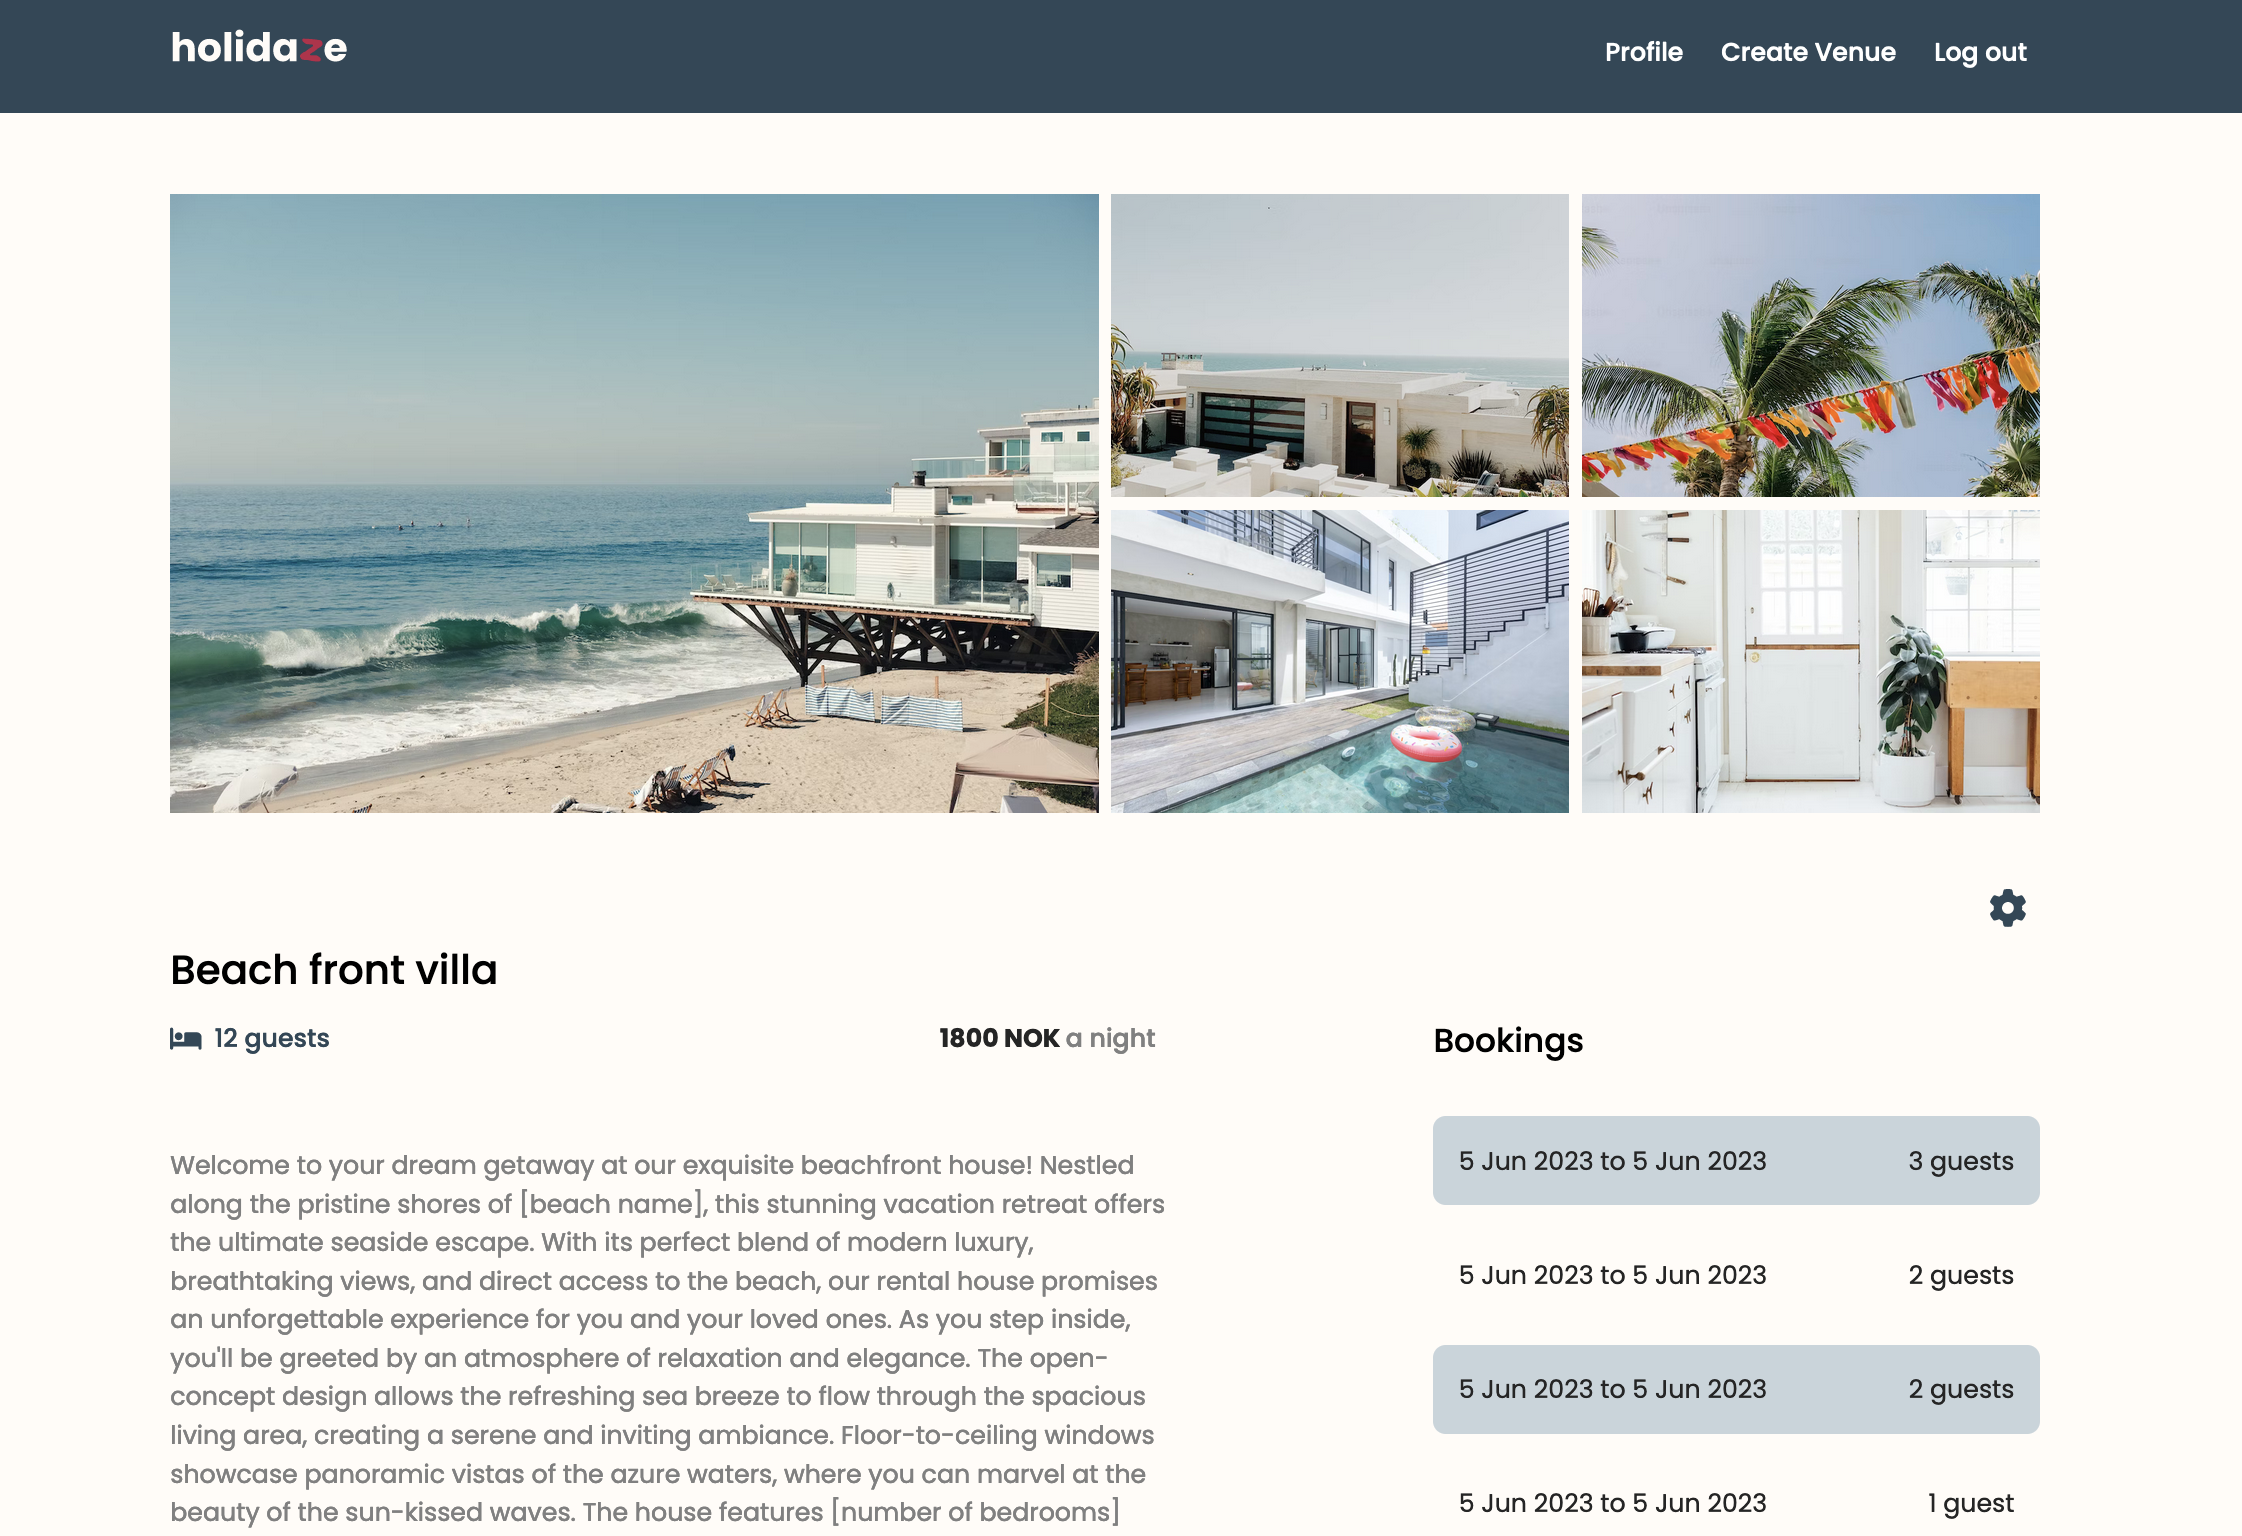 holidaze
Profile
Create Venue
Log out
Beach front villa
12 guests
1800 NOK a night
Welcome to your dream getaway at our exquisite beachfront house! Nestled
along the pristine shores of [beach name], this stunning vacation retreat offers
the ultimate seaside escape. With its perfect blend of modern luxury,
breathtaking views, and direct access to the beach, our rental house promises
an unforgettable experience for you and your loved ones. As you step inside,
you'll be greeted by an atmosphere of relaxation and elegance. The open-
concept design allows the refreshing sea breeze to flow through the spacious
living area, creating a serene and inviting ambiance. Floor-to-ceiling windows
showcase panoramic vistas of the azure waters, where you can marvel at the
beauty of the sun-kissed waves. The house features [number of bedrooms]
Bookings
5 Jun 2023 to 5 Jun 2023 3 guests
5 Jun 2023 to 5 Jun 2023 2 guests
5 Jun 2023 to 5 Jun 2023 2 guests
5 Jun 2023 to 5 Jun 2023 1 guest